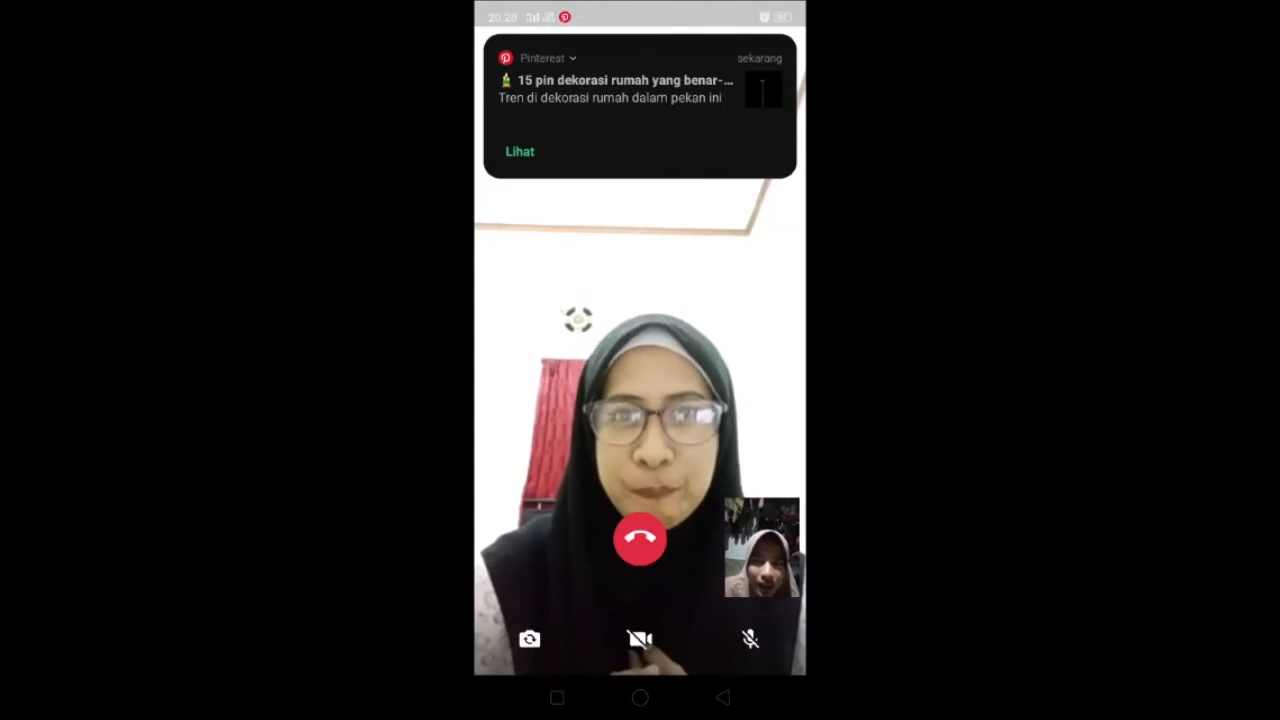 20.20
Pinterest
sekarang
15 pin dekorasi rumah yang benar-...
Tren di dekorasi rumah dalam pekan ini
Lihat